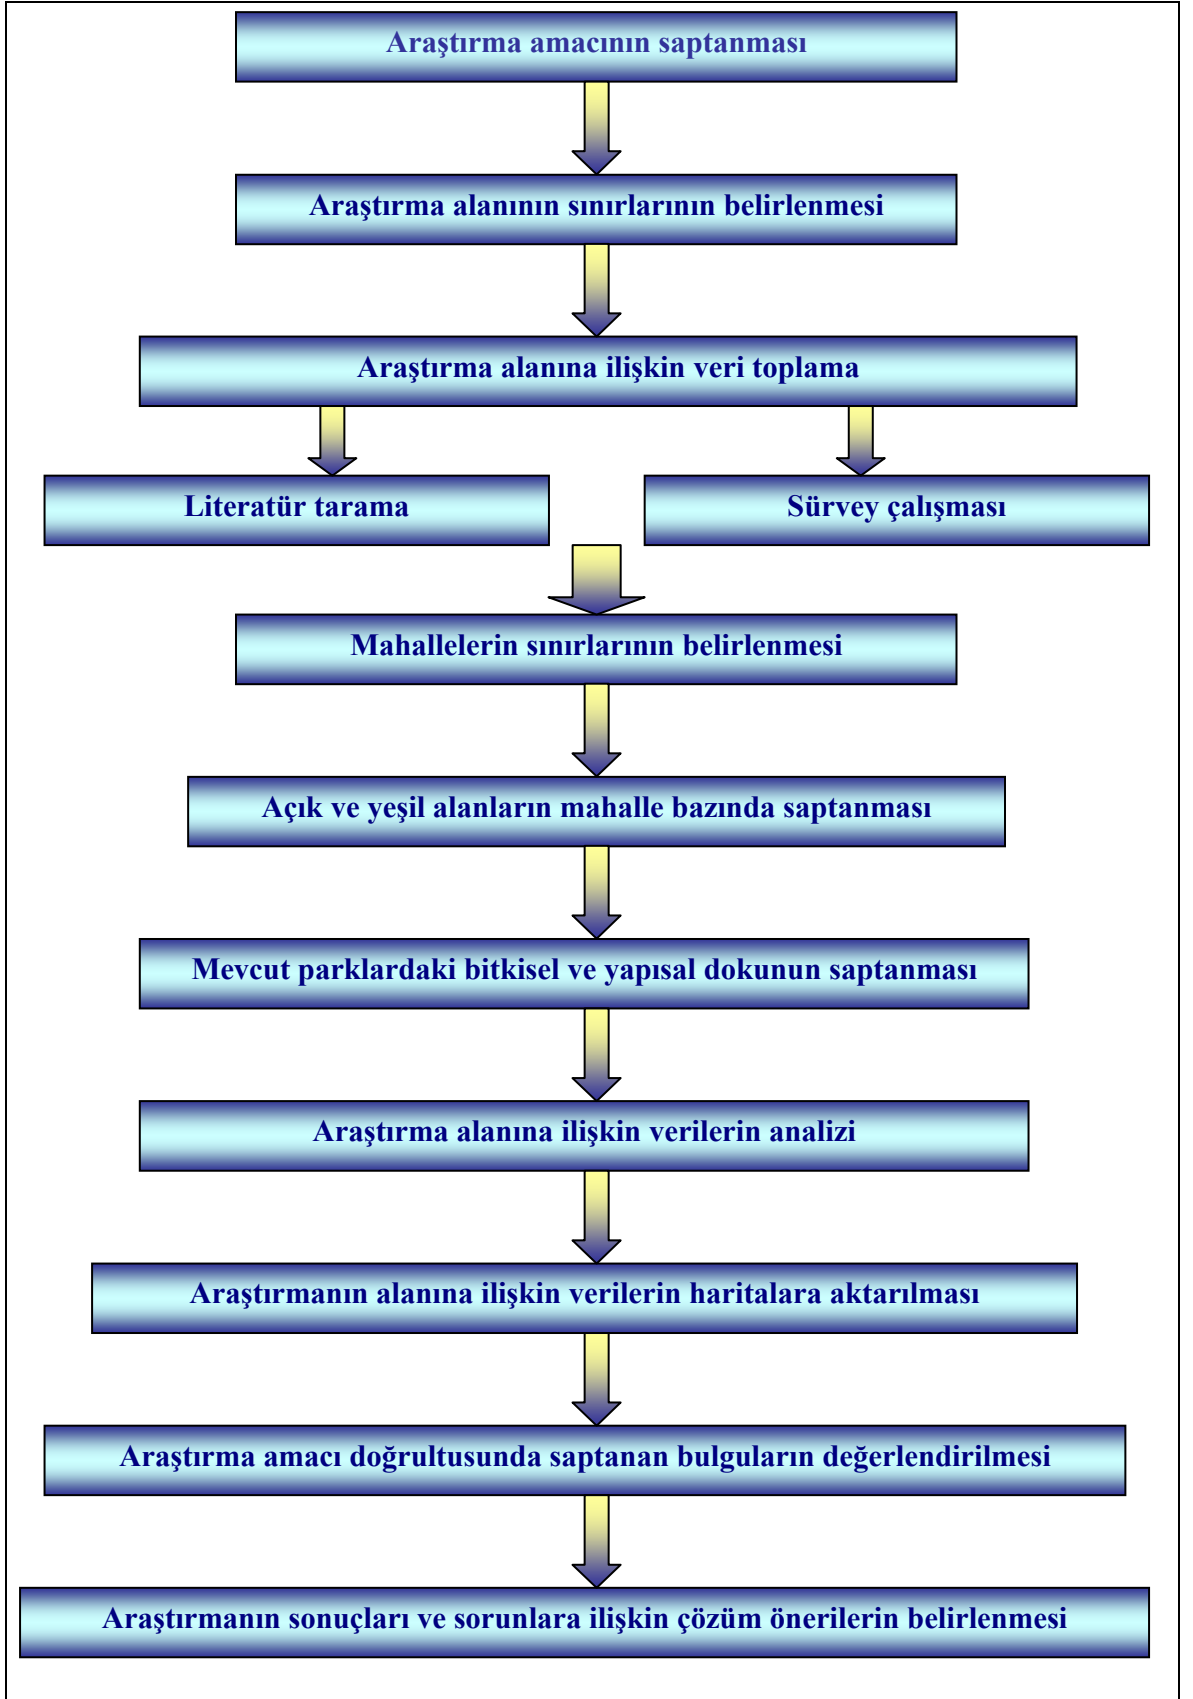 Araştırma amacının saptanması
Araştırma alanının sınırlarının belirlenmesi
Araştırma alanına ilişkin veri toplama
Literatür tarama
Sürvey çalışması
Mahallelerin sınırlarının belirlenmesi
Açık ve yeşil alanların mahalle bazında saptanması
Mevcut parklardaki bitkisel ve yapısal dokunun saptanması
Araştırma alanına ilişkin verilerin analizi
Araştırmanın alanına ilişkin verilerin haritalara aktarılması
Araştırma amacı doğrultusunda saptanan bulguların değerlendirilmesi
Araştırmanın sonuçları ve sorunlara ilişkin çözüm önerilerin belirlenmesi